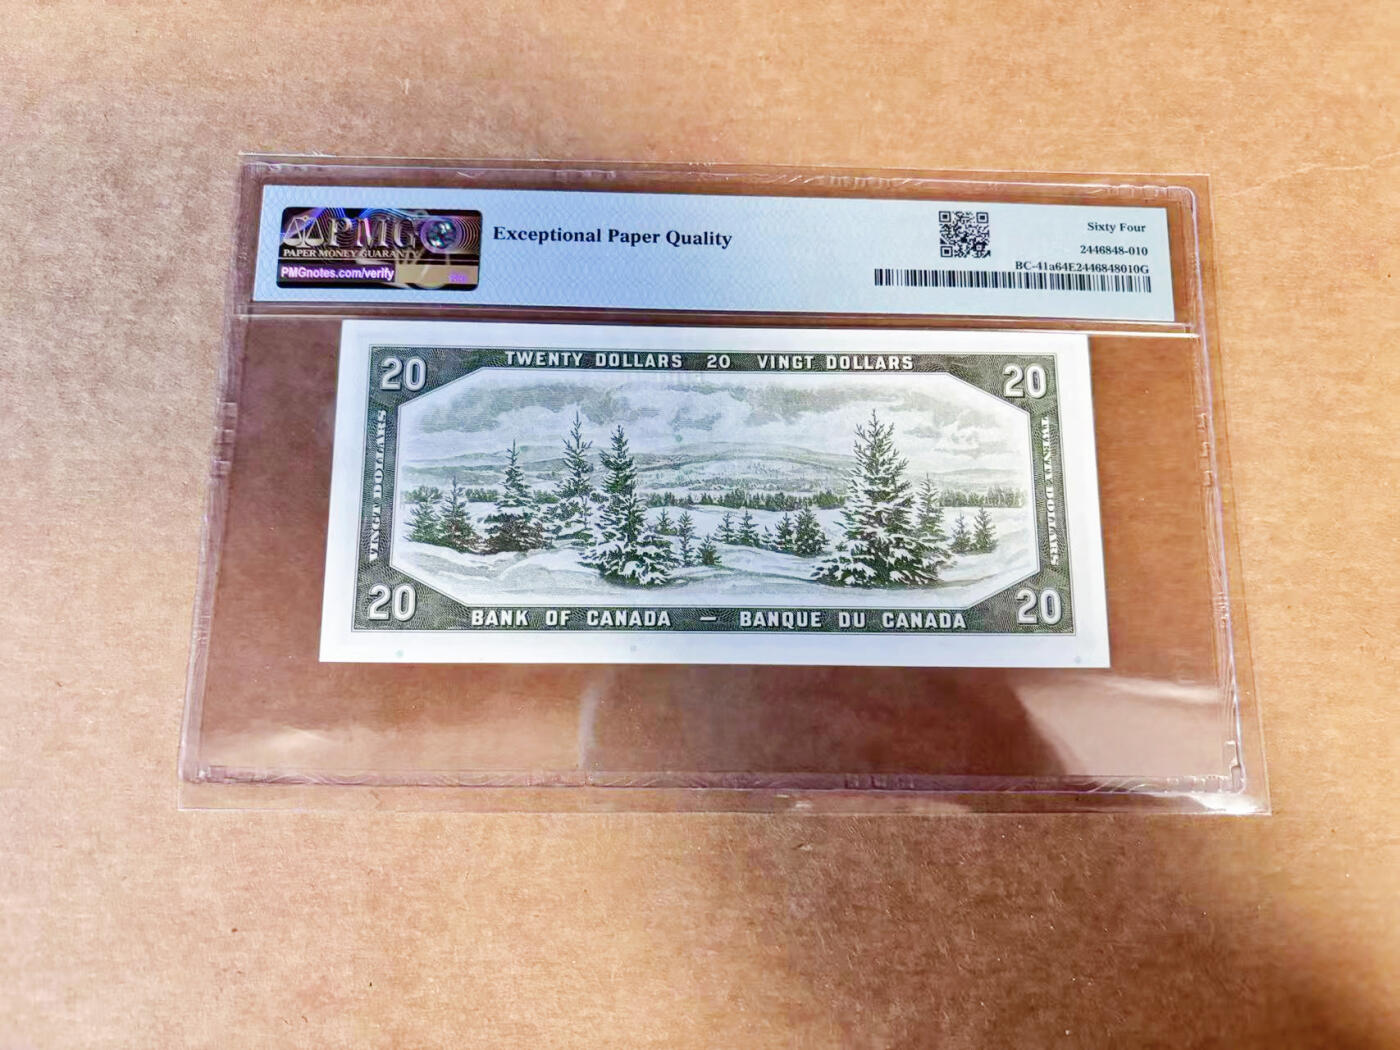 PMG
PAPER MONEY GUARANTY
PMGnotes.com/verify
Exceptional Paper Quality
Sixty Four
2446848-010
BC-41a64E2446848010G
TWENTY DOLLARS 20 VINGT DOLLARS
20
20
VINGT DOLLARS
TWENTY DOLLARS
20
20
BANK OF CANADA — BANQUE DU CANADA